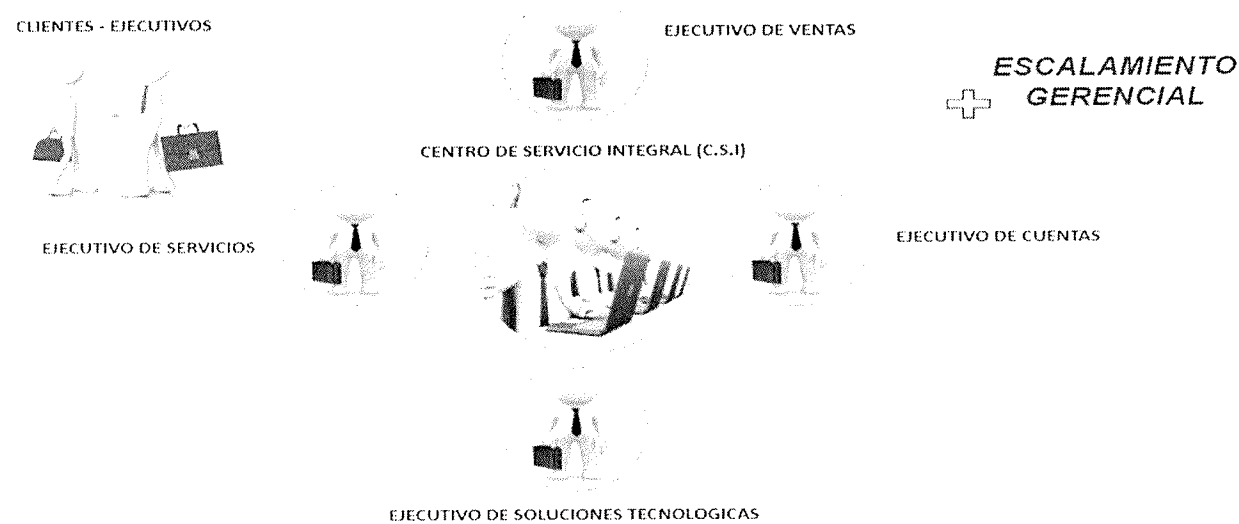 CLIENTES - EJECUTIVOS
EJECUTIVO DE VENTAS
ESCALAMIENTO
GERENCIAL
CENTRO DE SERVICIO INTEGRAL (C.S.I)
EJECUTIVO DE SERVICIOS
EJECUTIVO DE CUENTAS
EJECUTIVO DE SOLUCIONES TECNOLOGICAS